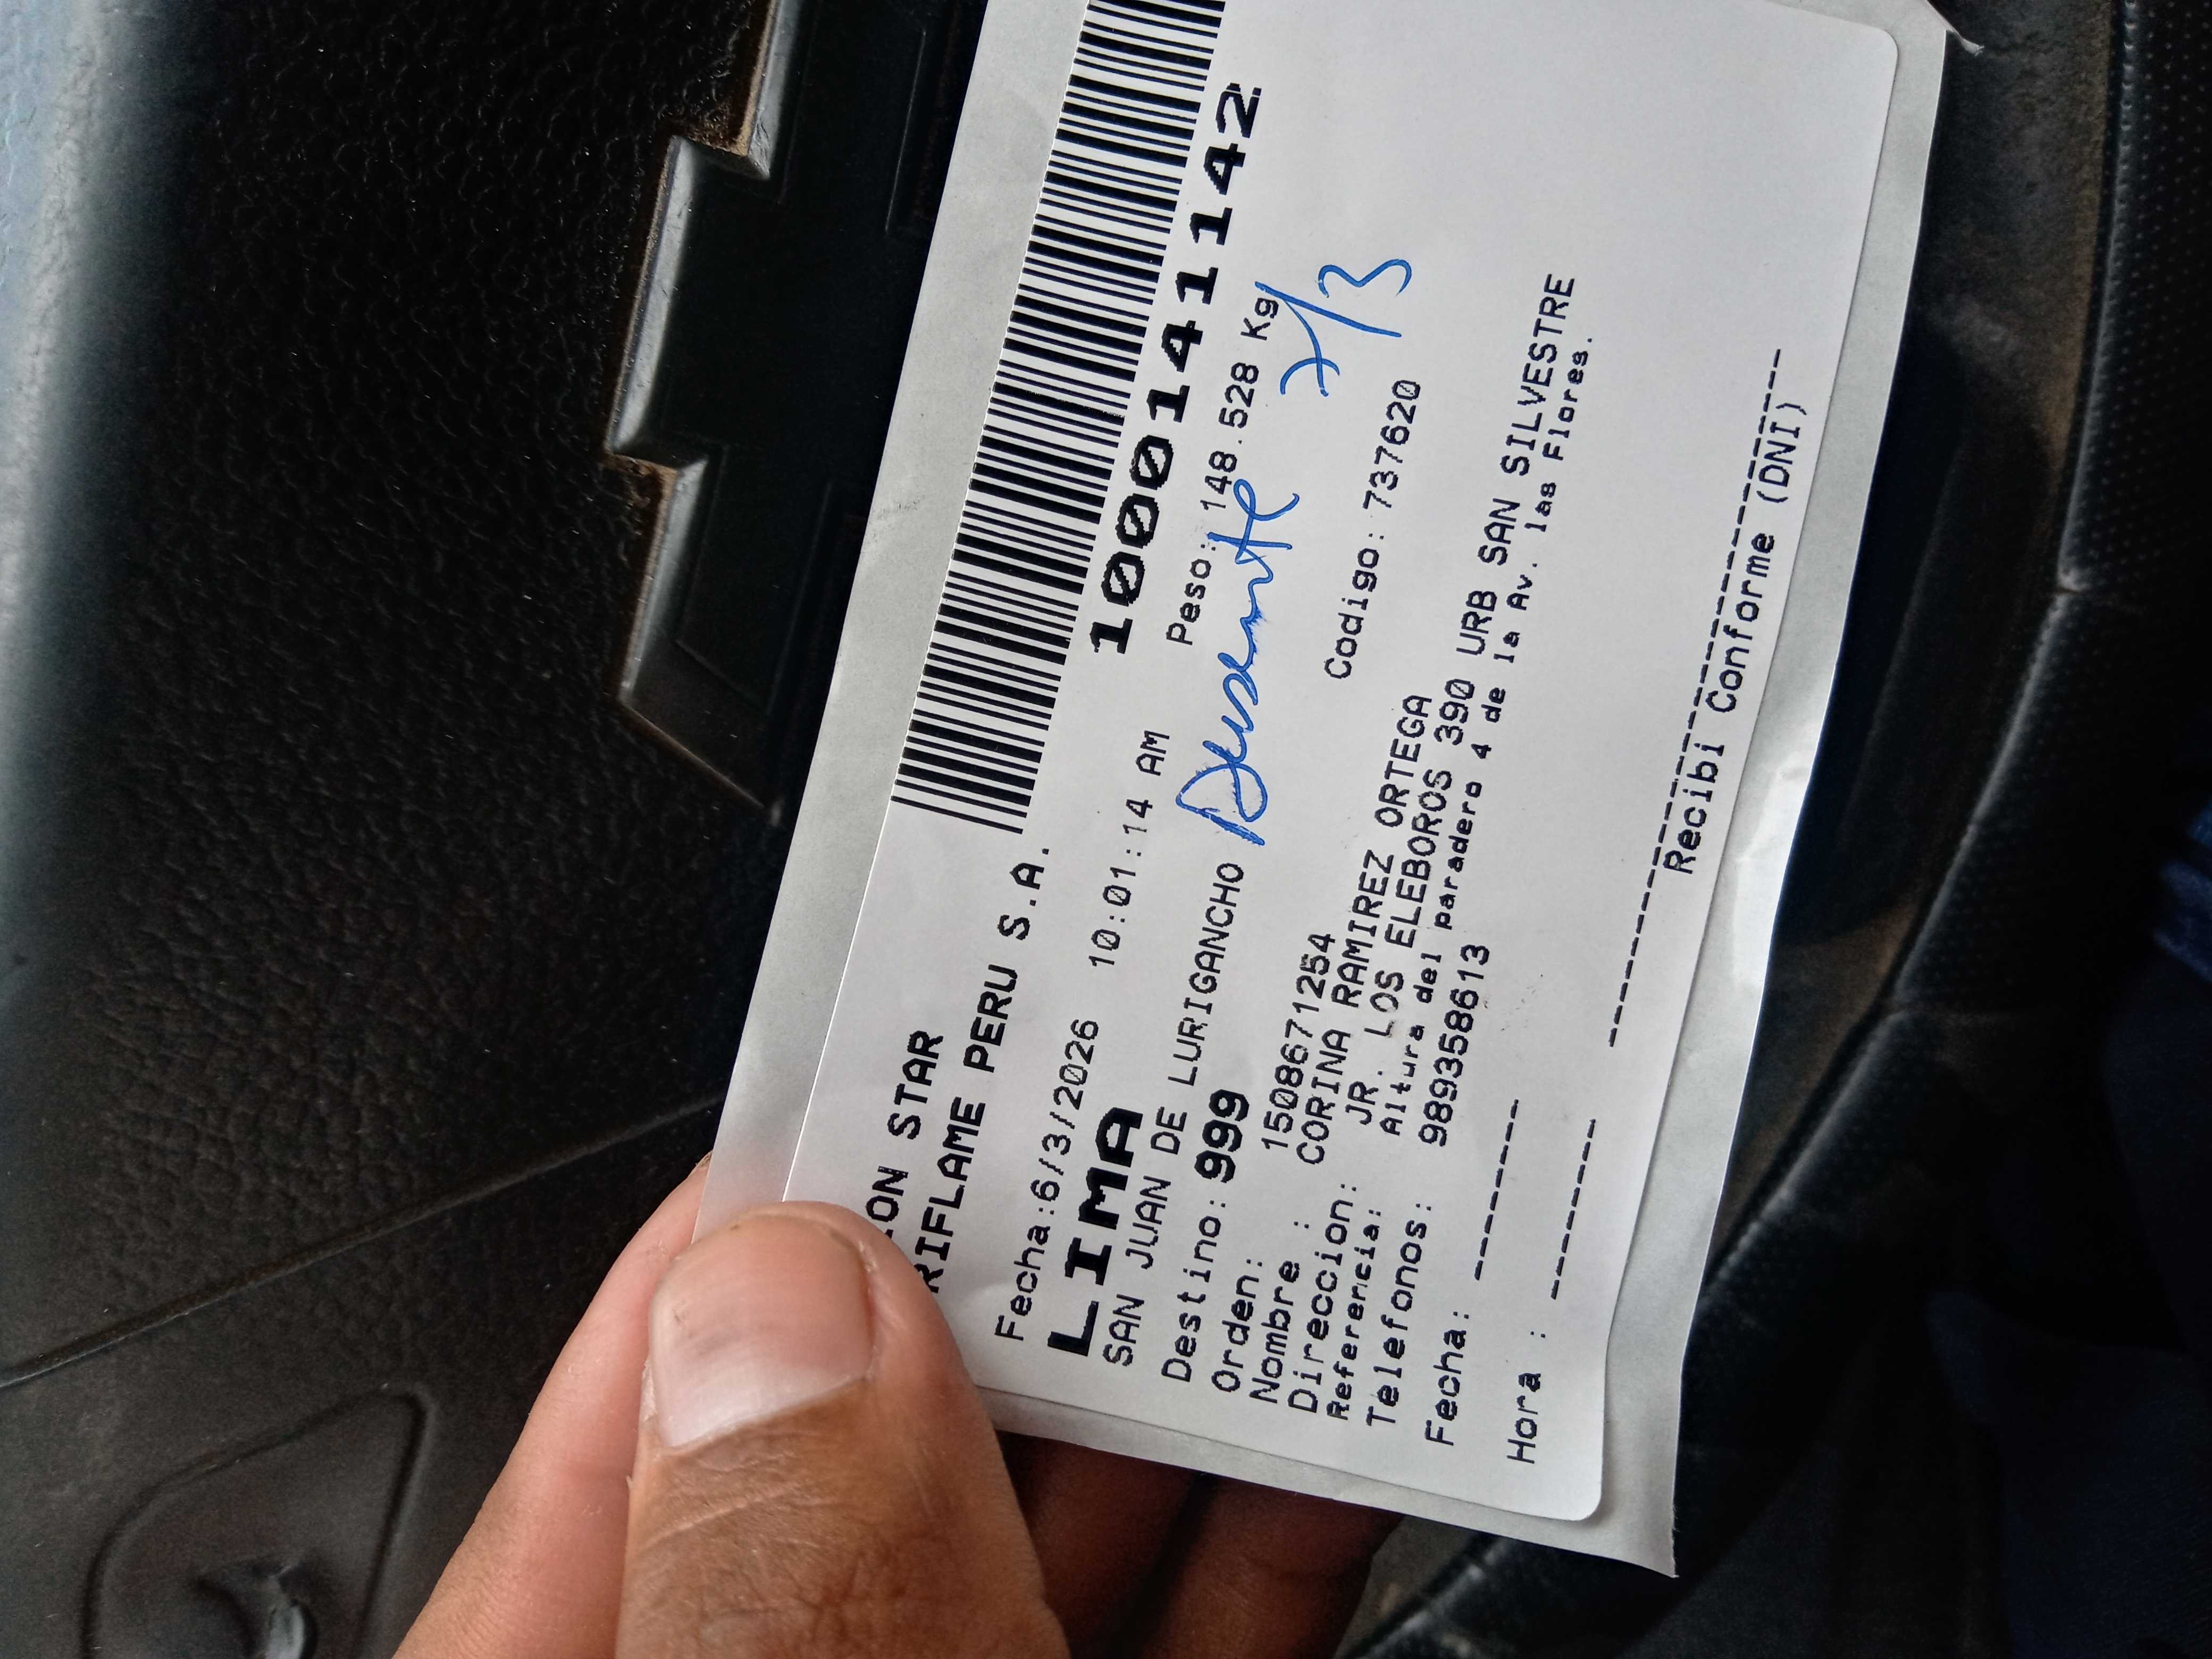 ON STAR
RIFLAME PERU S.A.
10001411142
Fecha:6/3/2026 10:01:14 AM
LIMA
Peso: 148.528 Kg
SAN JUAN DE LURIGANCHO
Ausente 7/3
Destino: 999
Orden: 1508671254
Codigo: 737620
Nombre : CORINA RAMIREZ ORTEGA
Direccion: JR. LOS ELEBOROS 390 URB SAN SILVESTRE
Referencia: Altura del paradero 4 de la Av. las Flores.
Telefonos: 989358613
Fecha: ---------
Hora : ---------
Recibi Conforme (DNI)